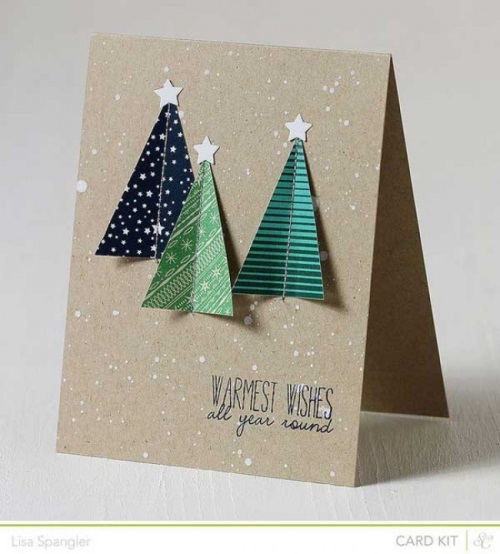 WARMEST WISHES
all year round
Lisa Spangler
CARD KIT